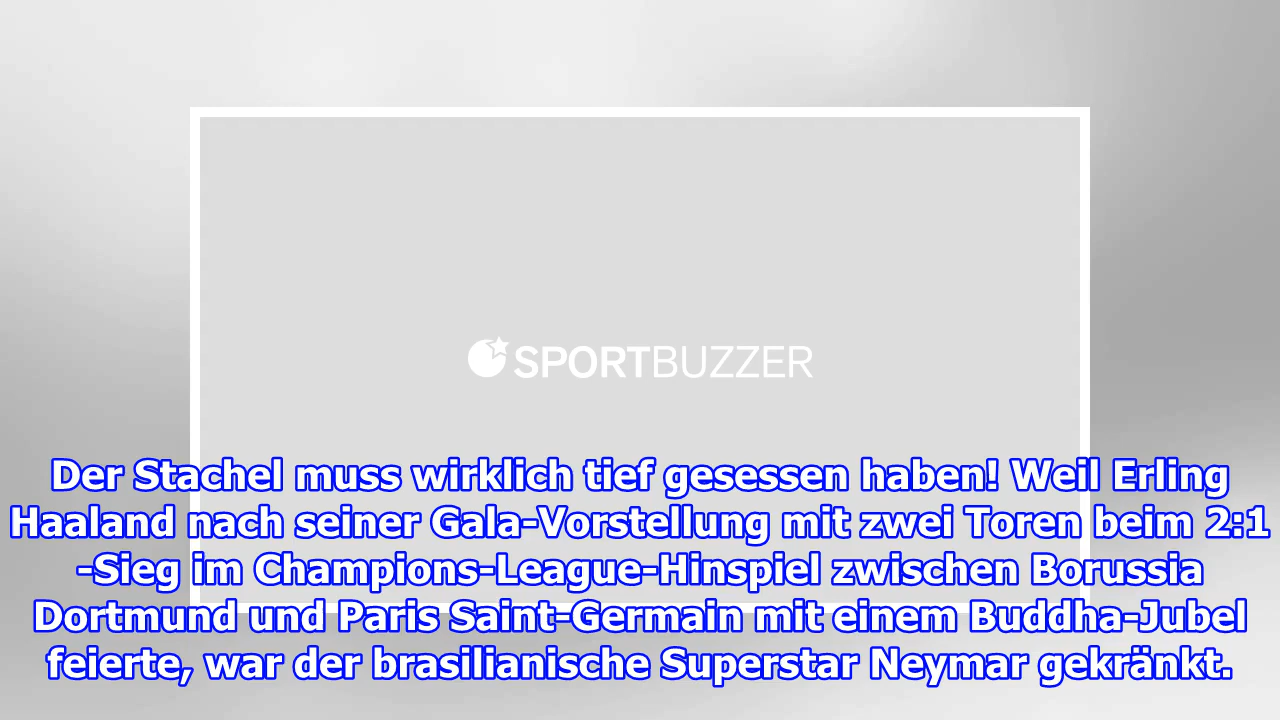 SPORTBUZZER
Der Stachel muss wirklich tief gesessen haben! Weil Erling
Haaland nach seiner Gala-Vorstellung mit zwei Toren beim 2:1
-Sieg im Champions-League-Hinspiel zwischen Borussia
Dortmund und Paris Saint-Germain mit einem Buddha-Jubel
feierte, war der brasilianische Superstar Neymar gekränkt.